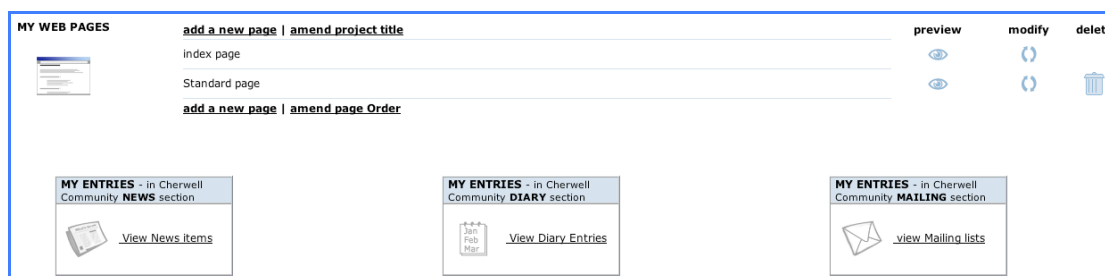 MY WEB PAGES
add a new page | amend project title
preview modify delet
index page
Standard page
add a new page | amend page Order
MY ENTRIES - in Cherwell
Community NEWS section
View News items
MY ENTRIES - in Cherwell
Community DIARY section
Jan
Feb
Mar
View Diary Entries
MY ENTRIES - in Cherwell
Community MAILING section
view Mailing lists